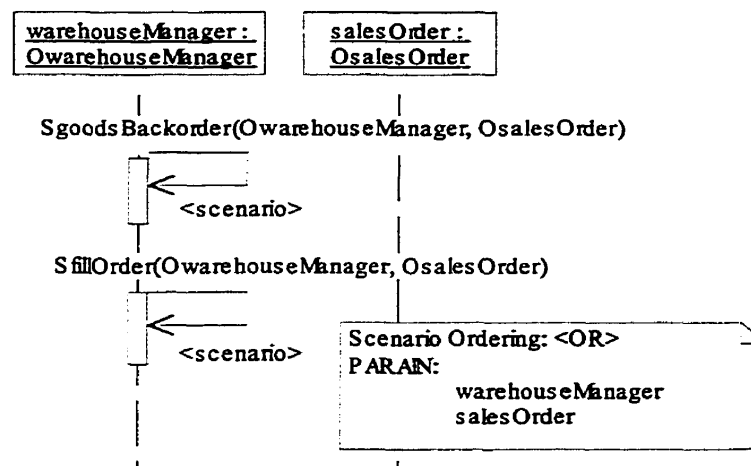 warehouseManager :
OwarehouseManager
salesOrder :
OsalesOrder
SgoodsBackorder(OwarehouseManager, OsalesOrder)
<scenario>
SfillOrder(OwarehouseManager, OsalesOrder)
<scenario>
Scenario Ordering: <OR>
PARAIN:
warehouseManager
salesOrder